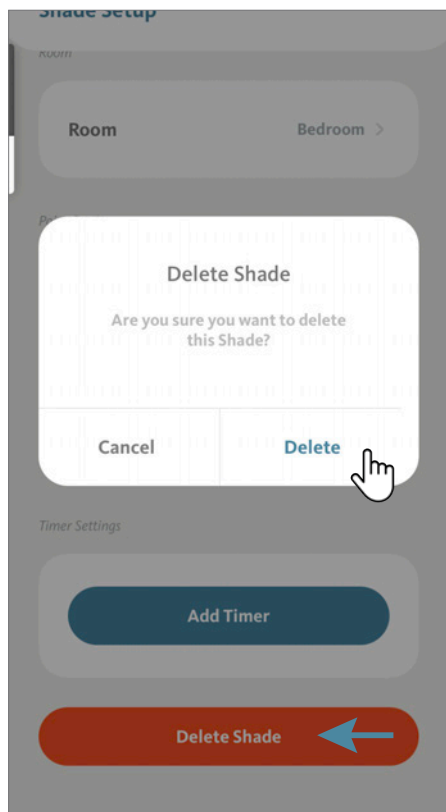 Shade Setup
Room
Room
Bedroom >
Delete Shade
Are you sure you want to delete
this Shade?
Cancel
Delete
Timer Settings
Add Timer
Delete Shade